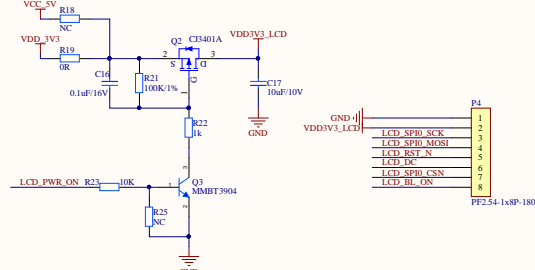 VCC_5V
R18
NC
VDD_3V3
R19
0R
Q2 CJ3401A
2 3
S D
G
1
VDD3V3_LCD
C16
0.1uF/16V
R21
100K/1%
C17
10uF/10V
GND
R22
1k
LCD_PWR_ON R23 10K
3
1
2
Q3
MMBT3904
R25
NC
P4
GND 1
VDD3V3_LCD 2
LCD_SPI0_SCK 3
LCD_SPI0_MOSI 4
LCD_RST_N 5
LCD_DC 6
LCD_SPI0_CSN 7
LCD_BL_ON 8
PF2.54-1x8P-180